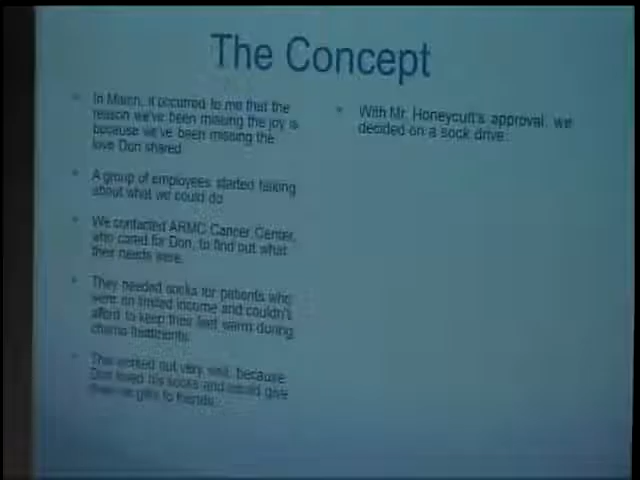 The Concept
In March, it occurred to me that the
reason we've been missing the joy is
because we've been missing the
love Don shared
A group of employees started talking
about what we could do
We contacted ARMC Cancer Center,
who cared for Don, to find out what
their needs were.
They needed socks for patients who
were on limited income and couldn't
afford to keep their feet warm during
chemo treatments.
This worked out very well, because
Don loved his socks and would give
them as gifts to friends.
With Mr. Honeycutt's approval, we
decided on a sock drive.